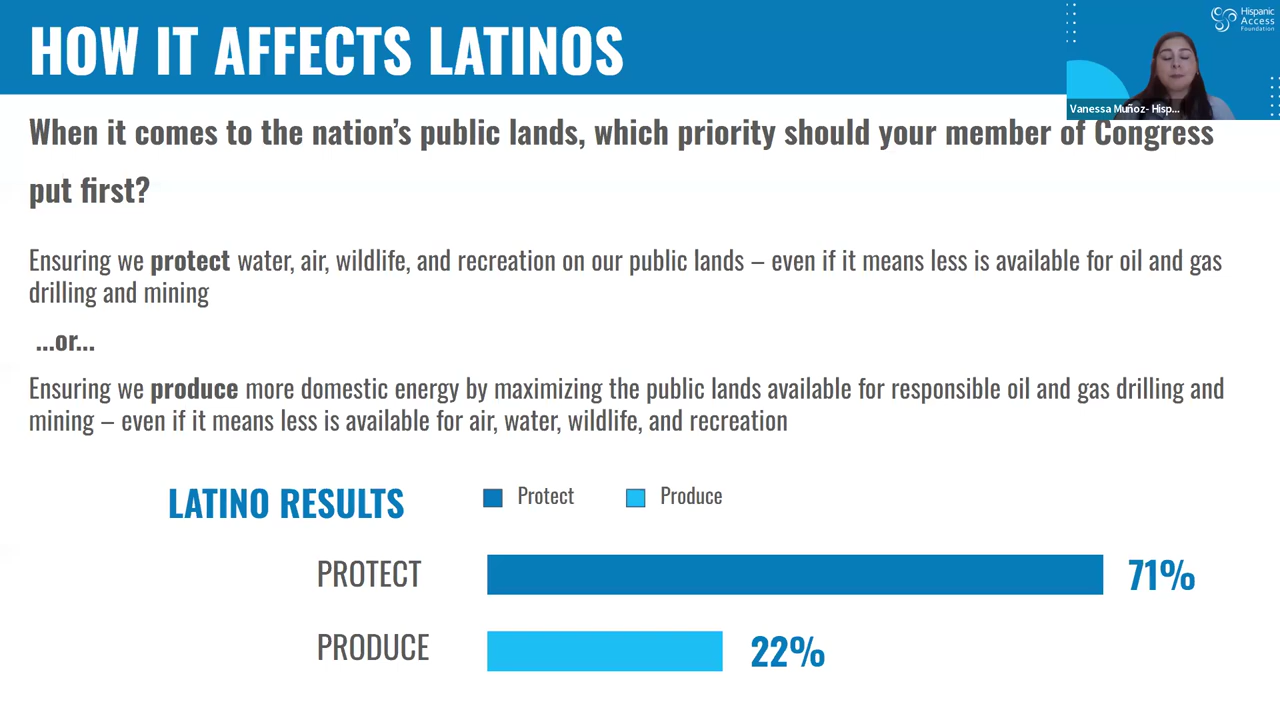 HOW IT AFFECTS LATINOS
Hispanic
Access
Foundation
Vanessa Muñoz- Hisp...
When it comes to the nation's public lands, which priority should your member of Congress
put first?
Ensuring we protect water, air, wildlife, and recreation on our public lands – even if it means less is available for oil and gas
drilling and mining
...or...
Ensuring we produce more domestic energy by maximizing the public lands available for responsible oil and gas drilling and
mining – even if it means less is available for air, water, wildlife, and recreation
LATINO RESULTS
Protect
Produce
PROTECT
71%
PRODUCE
22%